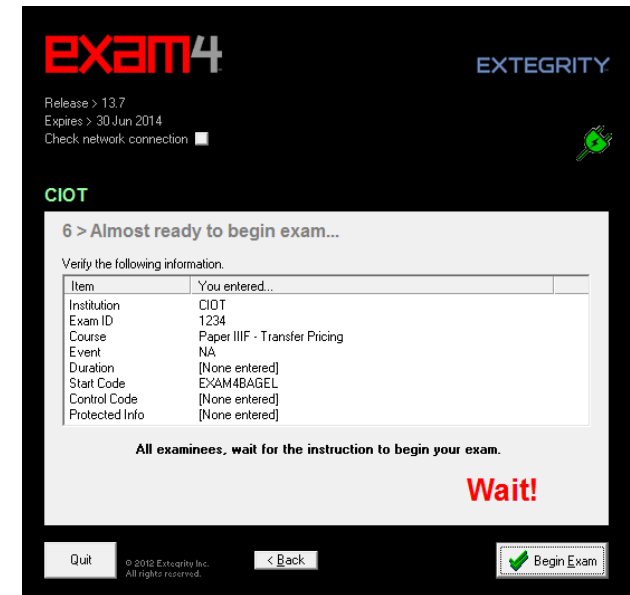 exam4
EXTEGRITY
Release > 13.7
Expires > 30 Jun 2014
Check network connection
CIOT
6 > Almost ready to begin exam...
Verify the following information.
Item You entered...
Institution CIOT
Exam ID 1234
Course Paper IIIF - Transfer Pricing
Event NA
Duration [None entered]
Start Code EXAM4BAGEL
Control Code [None entered]
Protected Info [None entered]
All examinees, wait for the instruction to begin your exam.
Wait!
Quit
© 2012 Extegrity Inc.
All rights reserved.
< Back
Begin Exam